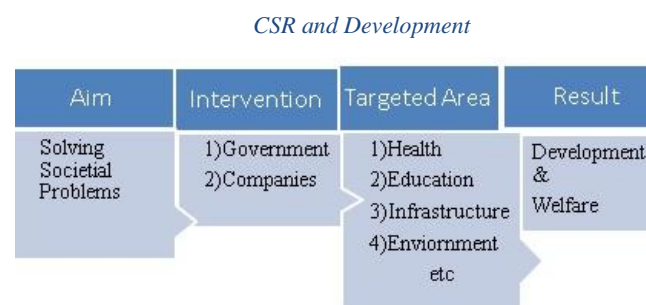 CSR and Development
Aim
Intervention
Targeted Area
Result
Solving
Societial
Problems
1)Government
2)Companies
1)Health
2)Education
3)Infrastructure
4)Enviornment
etc
Development
&
Welfare